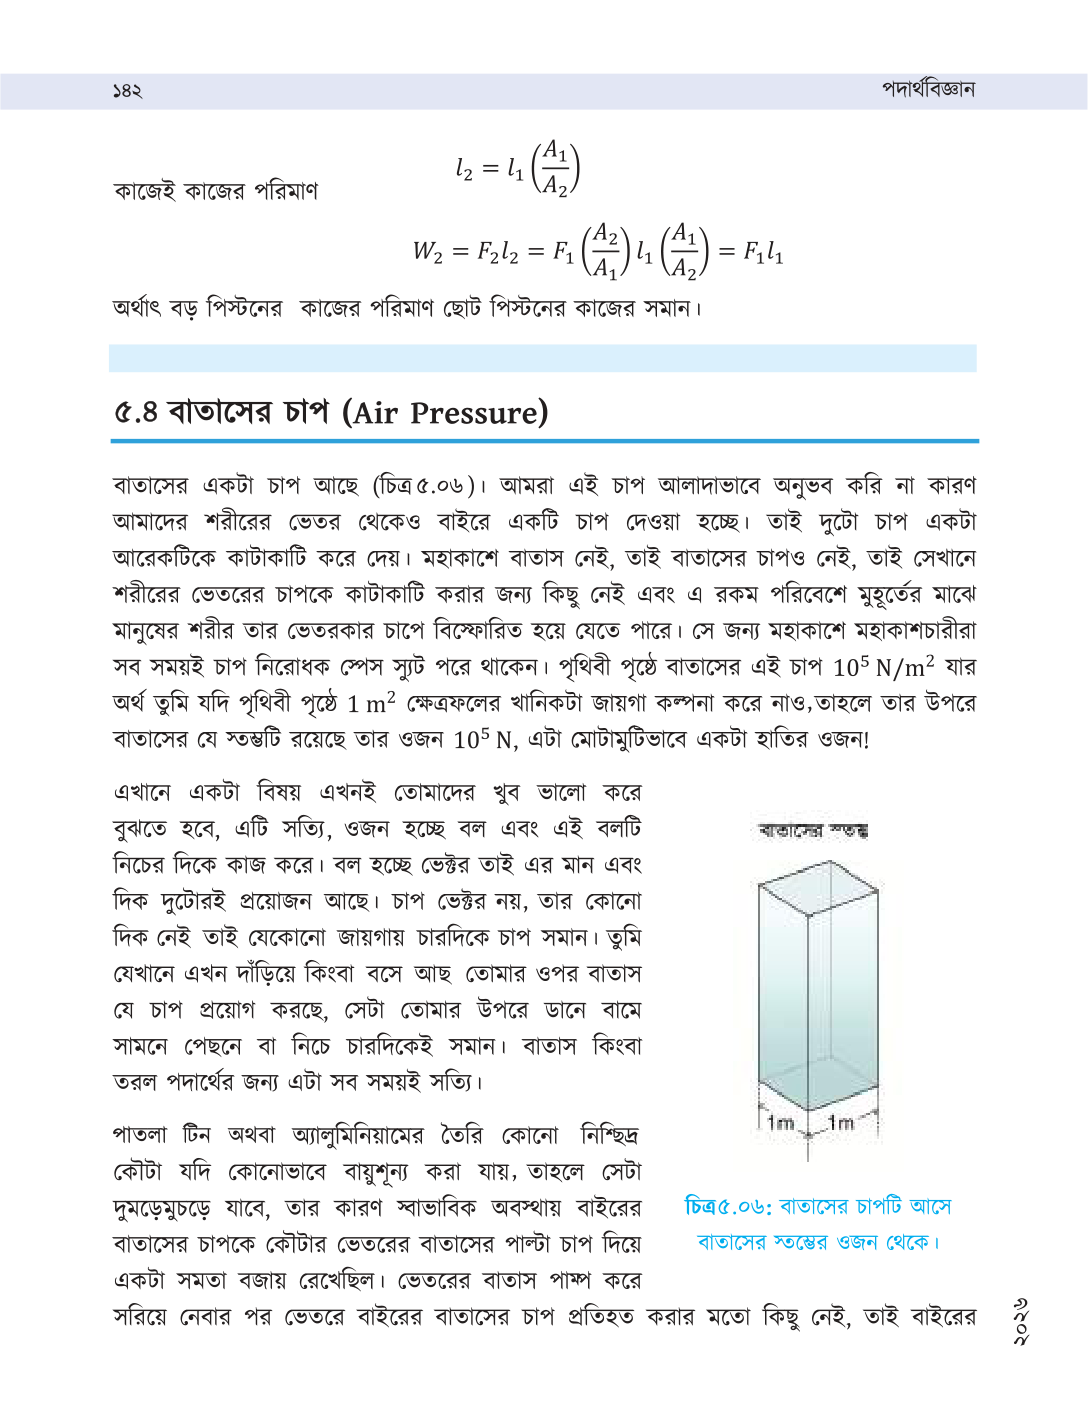 ১৪২
পদার্থবিজ্ঞান
l₂ = l₁ (A₁/A₂)
কাজেই কাজের পরিমাণ
W₂ = F₂l₂ = F₁ (A₂/A₁) l₁ (A₁/A₂) = F₁l₁
অর্থাৎ বড় পিস্টনের কাজের পরিমাণ ছোট পিস্টনের কাজের সমান।
৫.৪ বাতাসের চাপ (Air Pressure)
বাতাসের একটা চাপ আছে (চিত্র ৫.০৬)। আমরা এই চাপ আলাদাভাবে অনুভব করি না কারণ
আমাদের শরীরের ভেতর থেকেও বাইরে একটি চাপ দেওয়া হচ্ছে। তাই দুটো চাপ একটা
আরেকটিকে কাটাকাটি করে দেয়। মহাকাশে বাতাস নেই, তাই বাতাসের চাপও নেই, তাই সেখানে
শরীরের ভেতরের চাপকে কাটাকাটি করার জন্য কিছু নেই এবং এ রকম পরিবেশে মুহূর্তের মাঝে
মানুষের শরীর তার ভেতরকার চাপে বিস্ফোরিত হয়ে যেতে পারে। সে জন্য মহাকাশে মহাকাশচারীরা
সব সময়ই চাপ নিরোধক স্পেস স্যুট পরে থাকেন। পৃথিবী পৃষ্ঠে বাতাসের এই চাপ 10⁵ N/m² যার
অর্থ তুমি যদি পৃথিবী পৃষ্ঠে 1 m² ক্ষেত্রফলের খানিকটা জায়গা কল্পনা করে নাও,তাহলে তার উপরে
বাতাসের যে স্তম্ভটি রয়েছে তার ওজন 10⁵ N, এটা মোটামুটিভাবে একটা হাতির ওজন!
এখানে একটা বিষয় এখনই তোমাদের খুব ভালো করে
বুঝতে হবে, এটি সত্যি, ওজন হচ্ছে বল এবং এই বলটি
নিচের দিকে কাজ করে। বল হচ্ছে ভেক্টর তাই এর মান এবং
দিক দুটোরই প্রয়োজন আছে। চাপ ভেক্টর নয়, তার কোনো
দিক নেই তাই যেকোনো জায়গায় চারদিকে চাপ সমান। তুমি
যেখানে এখন দাঁড়িয়ে কিংবা বসে আছ তোমার ওপর বাতাস
যে চাপ প্রয়োগ করছে, সেটা তোমার উপরে ডানে বামে
সামনে পেছনে বা নিচে চারদিকেই সমান। বাতাস কিংবা
তরল পদার্থের জন্য এটা সব সময়ই সত্যি।
পাতলা টিন অথবা অ্যালুমিনিয়ামের তৈরি কোনো নিশ্ছিদ্র
কৌটা যদি কোনোভাবে বায়ুশূন্য করা যায়, তাহলে সেটা
দুমড়েমুচড়ে যাবে, তার কারণ স্বাভাবিক অবস্থায় বাইরের
বাতাসের চাপকে কৌটার ভেতরের বাতাসের পাল্টা চাপ দিয়ে
একটা সমতা বজায় রেখেছিল। ভেতরের বাতাস পাম্প করে
সরিয়ে নেবার পর ভেতরে বাইরের বাতাসের চাপ প্রতিহত করার মতো কিছু নেই, তাই বাইরের
বাতাসের স্তম্ভ
1m
1m
চিত্র ৫.০৬: বাতাসের চাপটি আসে
বাতাসের স্তম্ভের ওজন থেকে।
২০২৬